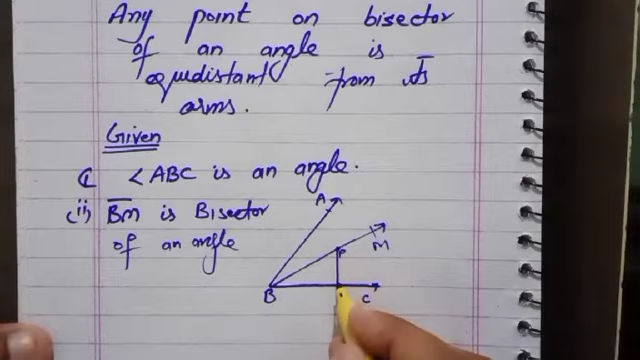 Any point on bisector
of an angle is
equidistant from its
arms.
Given
(i ∠ABC is an angle.
(ii) BM is Bisector
of an angle
A
P
M
B
C